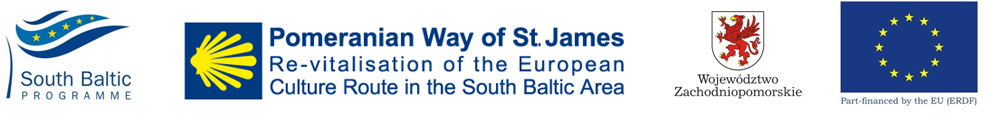 South Baltic
PROGRAMME
Pomeranian Way of St. James
Re-vitalisation of the European
Culture Route in the South Baltic Area
Województwo
Zachodniopomorskie
Part-financed by the EU (ERDF)